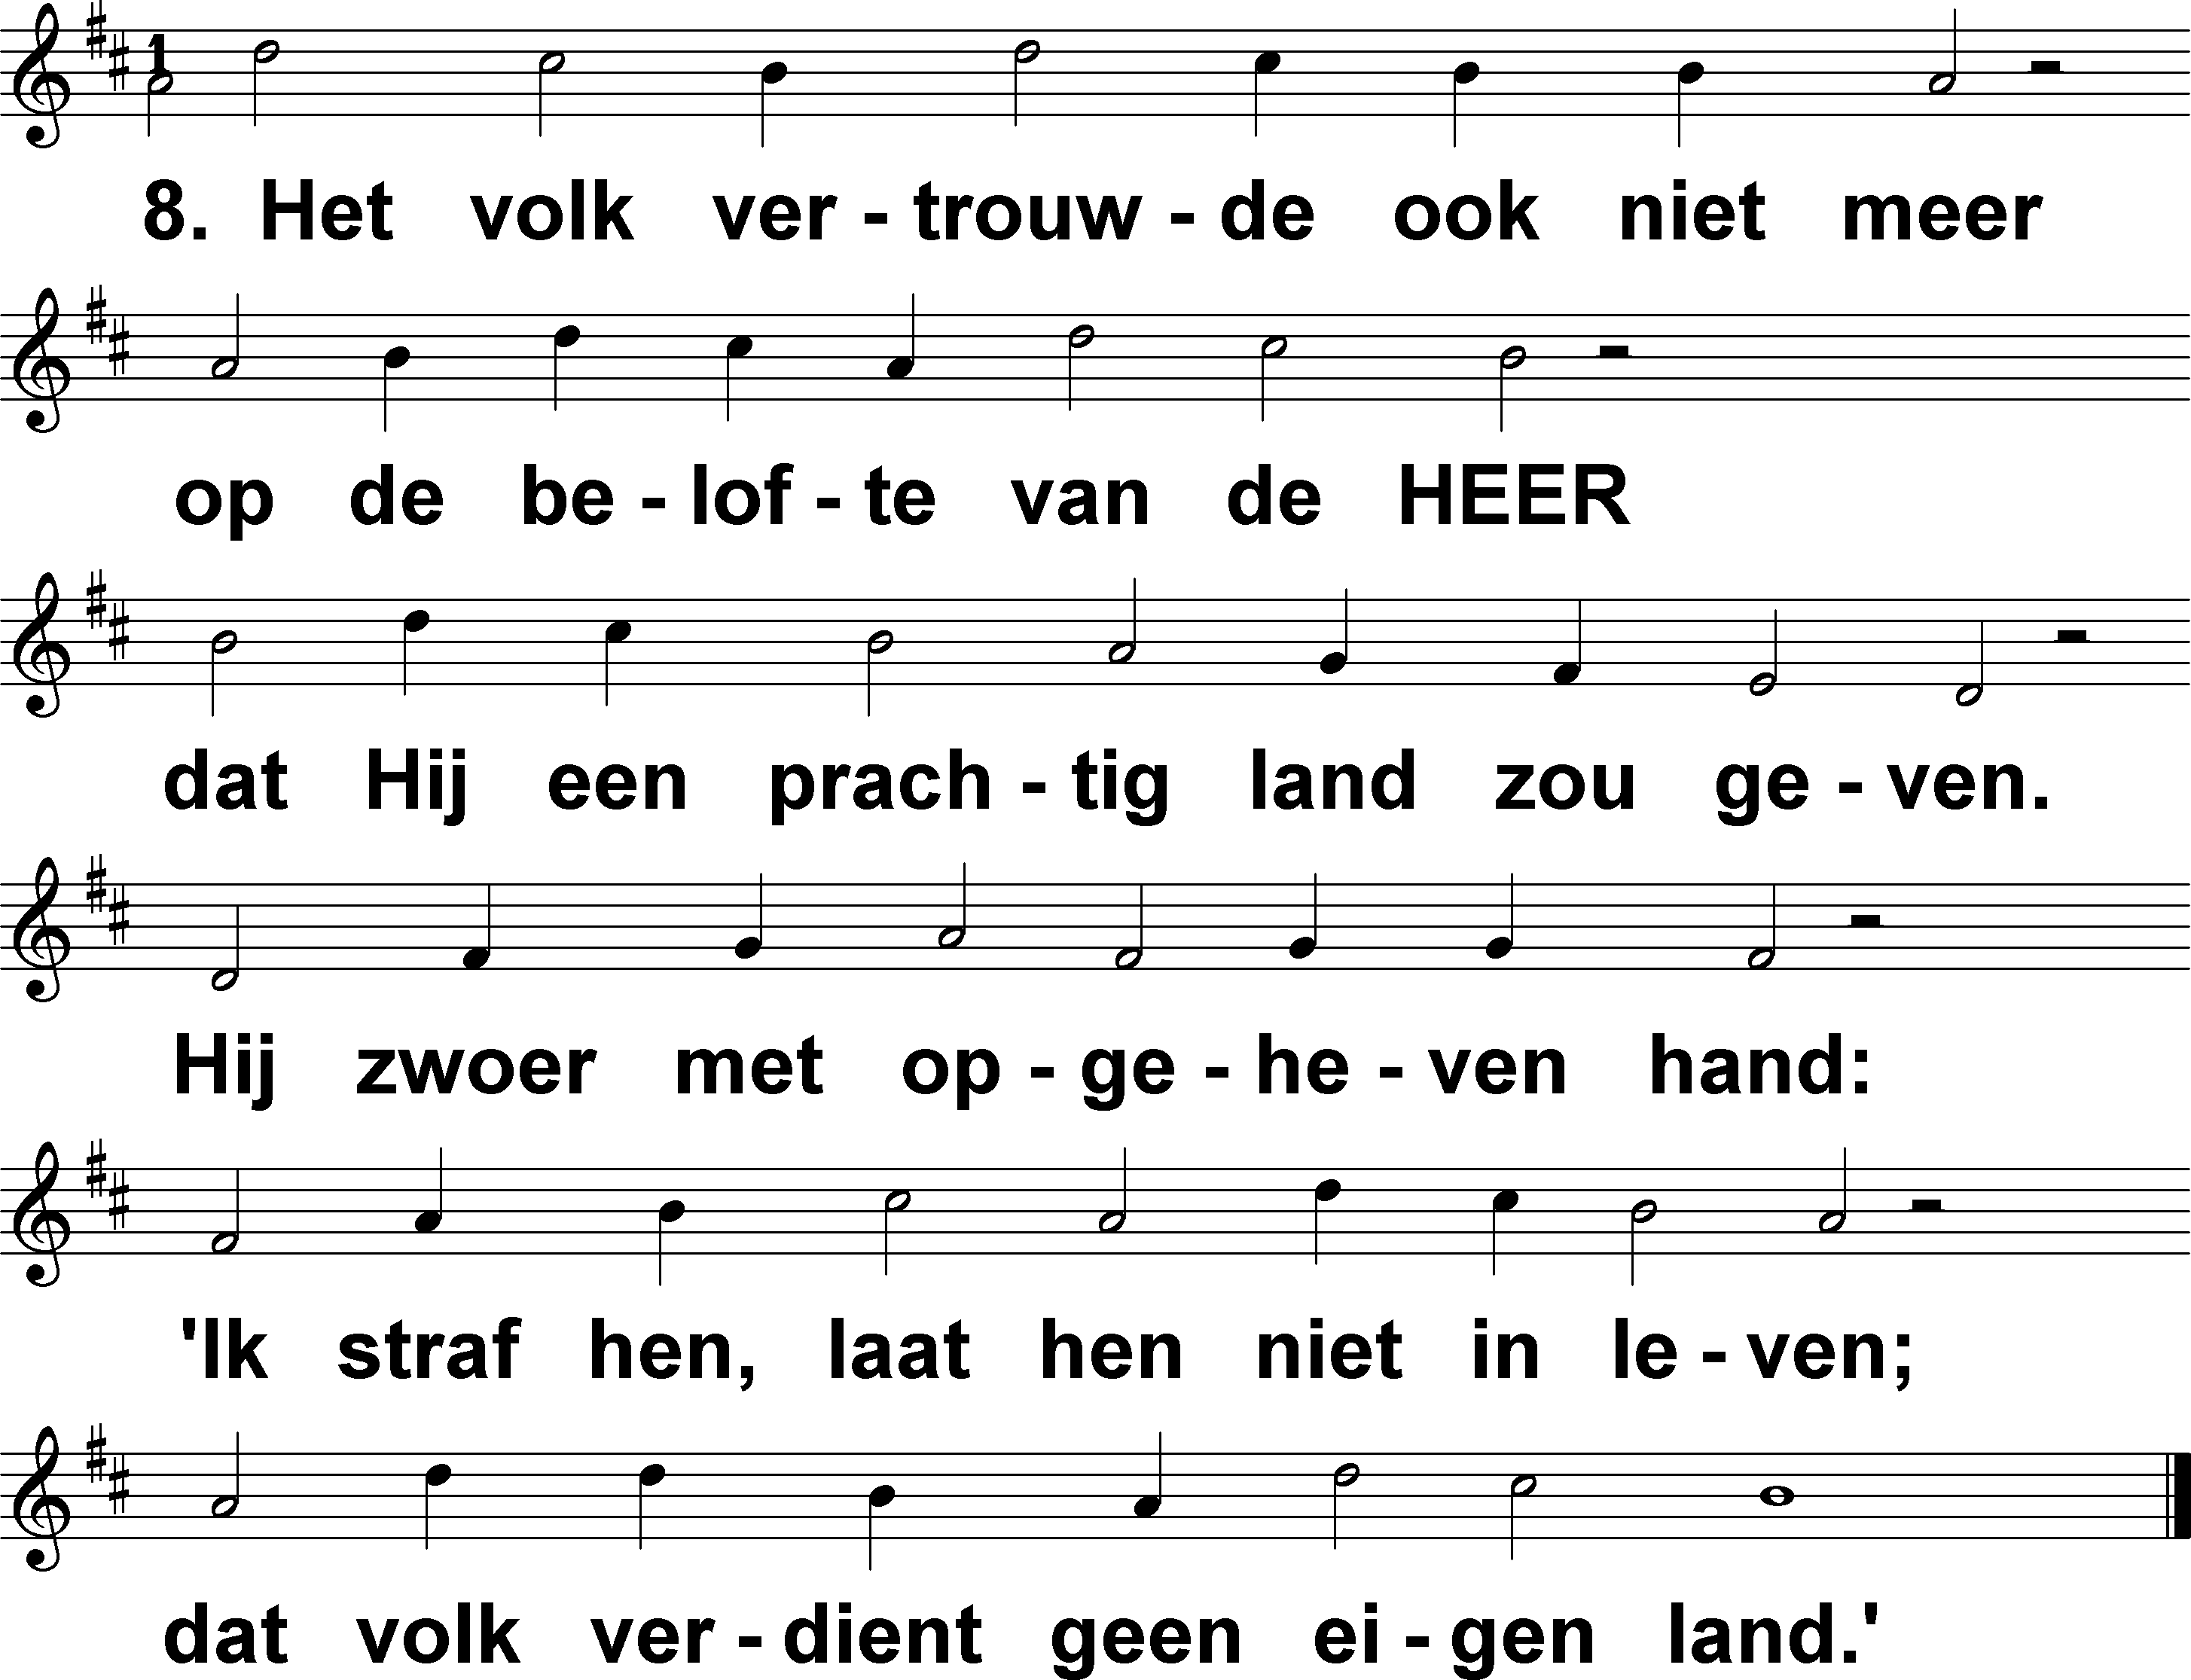 1
8. Het volk ver - trouw - de ook niet meer
op de be - lof - te van de HEER
dat Hij een prach - tig land zou ge - ven.
Hij zwoer met op - ge - he - ven hand:
'Ik straf hen, laat hen niet in le - ven;
dat volk ver - dient geen ei - gen land.'